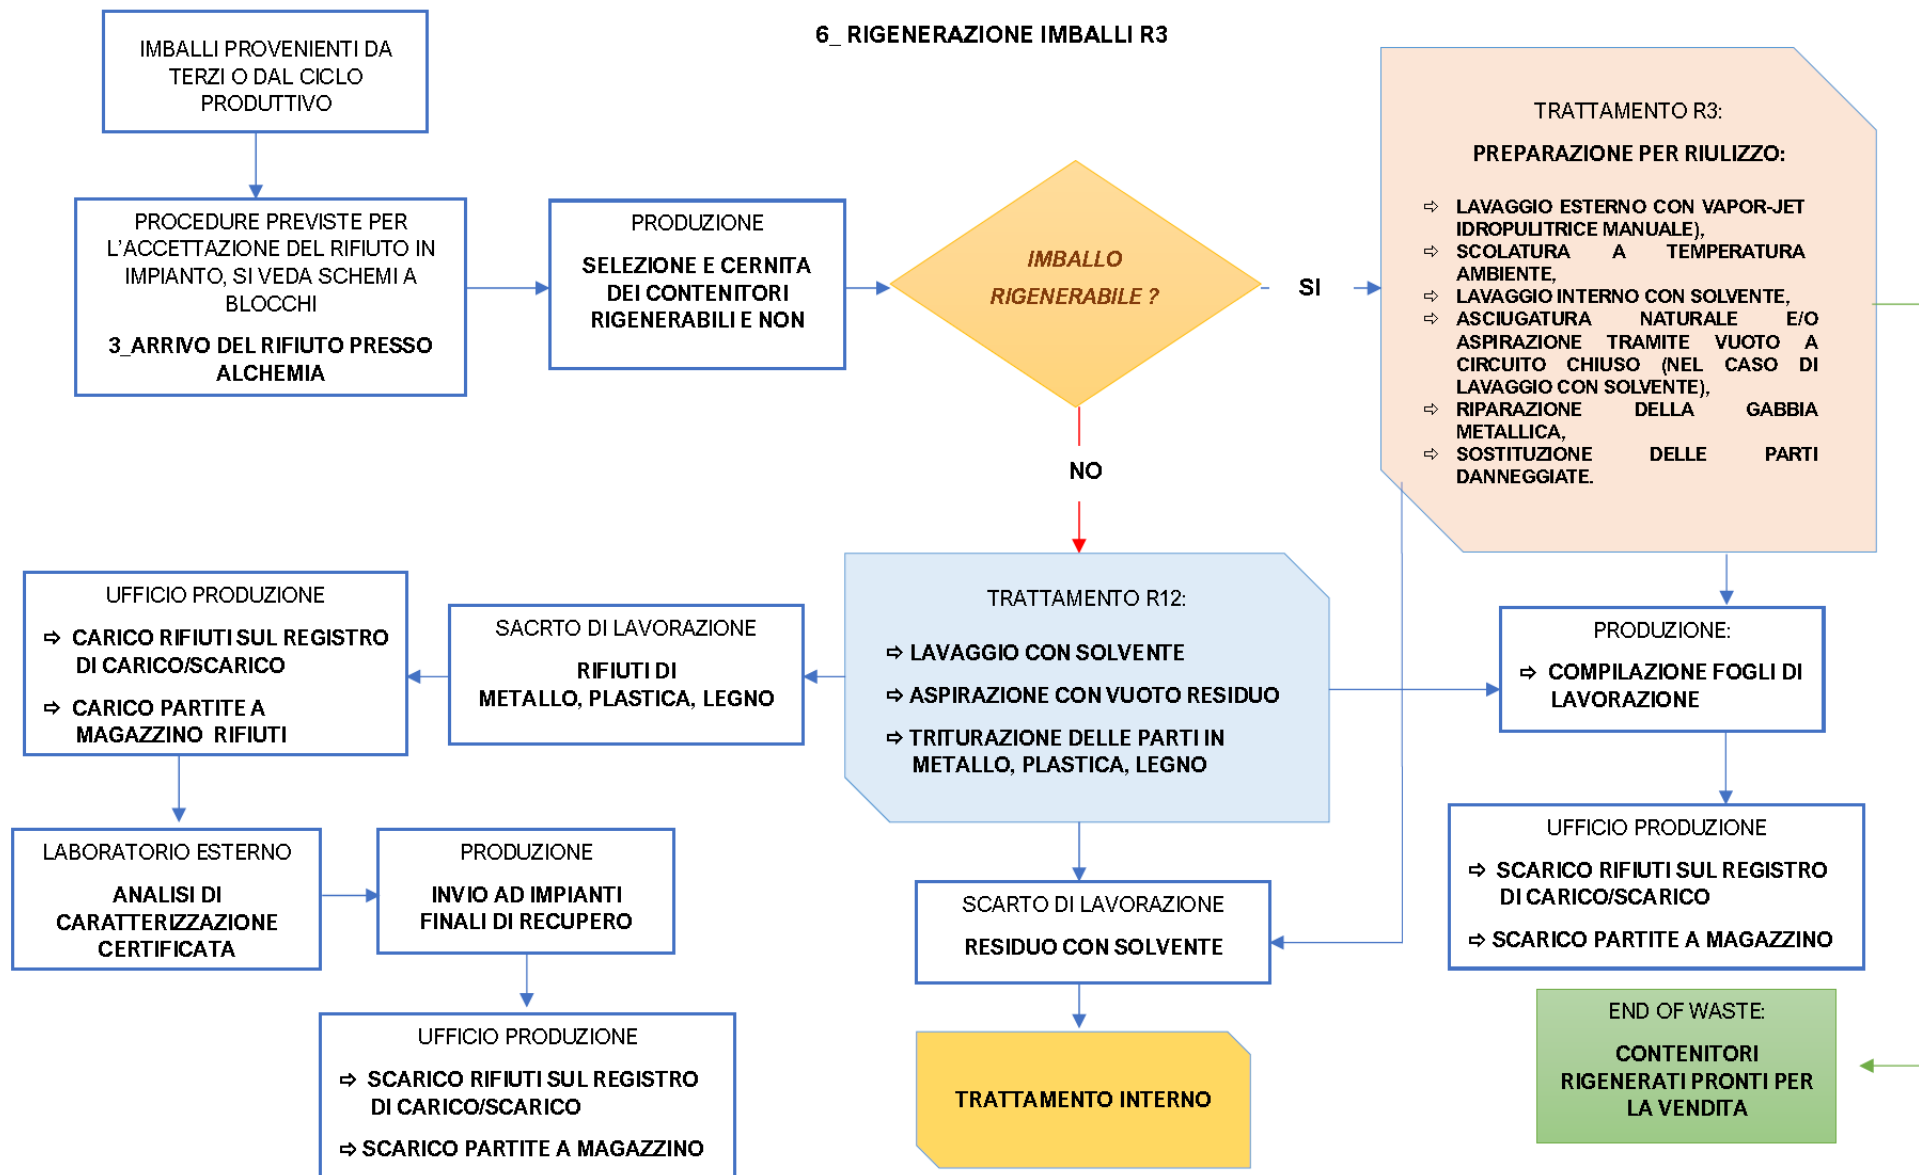 6_ RIGENERAZIONE IMBALLI R3
IMBALLI PROVENIENTI DA
TERZI O DAL CICLO
PRODUTTIVO
PROCEDURE PREVISTE PER
L'ACCETTAZIONE DEL RIFIUTO IN
IMPIANTO, SI VEDA SCHEMI A
BLOCCHI
3_ARRIVO DEL RIFIUTO PRESSO
ALCHEMIA
PRODUZIONE
SELEZIONE E CERNITA
DEI CONTENITORI
RIGENERABILI E NON
IMBALLO
RIGENERABILE ?
SI
NO
TRATTAMENTO R3:
PREPARAZIONE PER RIULIZZO:
⇨ LAVAGGIO ESTERNO CON VAPOR-JET
IDROPULITRICE MANUALE),
⇨ SCOLATURA A TEMPERATURA
AMBIENTE,
⇨ LAVAGGIO INTERNO CON SOLVENTE,
⇨ ASCIUGATURA NATURALE E/O
ASPIRAZIONE TRAMITE VUOTO A
CIRCUITO CHIUSO (NEL CASO DI
LAVAGGIO CON SOLVENTE),
⇨ RIPARAZIONE DELLA GABBIA
METALLICA,
⇨ SOSTITUZIONE DELLE PARTI
DANNEGGIATE.
UFFICIO PRODUZIONE
⇨ CARICO RIFIUTI SUL REGISTRO
DI CARICO/SCARICO
⇨ CARICO PARTITE A
MAGAZZINO RIFIUTI
SACRTO DI LAVORAZIONE
RIFIUTI DI
METALLO, PLASTICA, LEGNO
TRATTAMENTO R12:
⇨ LAVAGGIO CON SOLVENTE
⇨ ASPIRAZIONE CON VUOTO RESIDUO
⇨ TRITURAZIONE DELLE PARTI IN
METALLO, PLASTICA, LEGNO
PRODUZIONE:
⇨ COMPILAZIONE FOGLI DI
LAVORAZIONE
LABORATORIO ESTERNO
ANALISI DI
CARATTERIZZAZIONE
CERTIFICATA
PRODUZIONE
INVIO AD IMPIANTI
FINALI DI RECUPERO
SCARTO DI LAVORAZIONE
RESIDUO CON SOLVENTE
UFFICIO PRODUZIONE
⇨ SCARICO RIFIUTI SUL REGISTRO
DI CARICO/SCARICO
⇨ SCARICO PARTITE A MAGAZZINO
UFFICIO PRODUZIONE
⇨ SCARICO RIFIUTI SUL REGISTRO
DI CARICO/SCARICO
⇨ SCARICO PARTITE A MAGAZZINO
TRATTAMENTO INTERNO
END OF WASTE:
CONTENITORI
RIGENERATI PRONTI PER
LA VENDITA